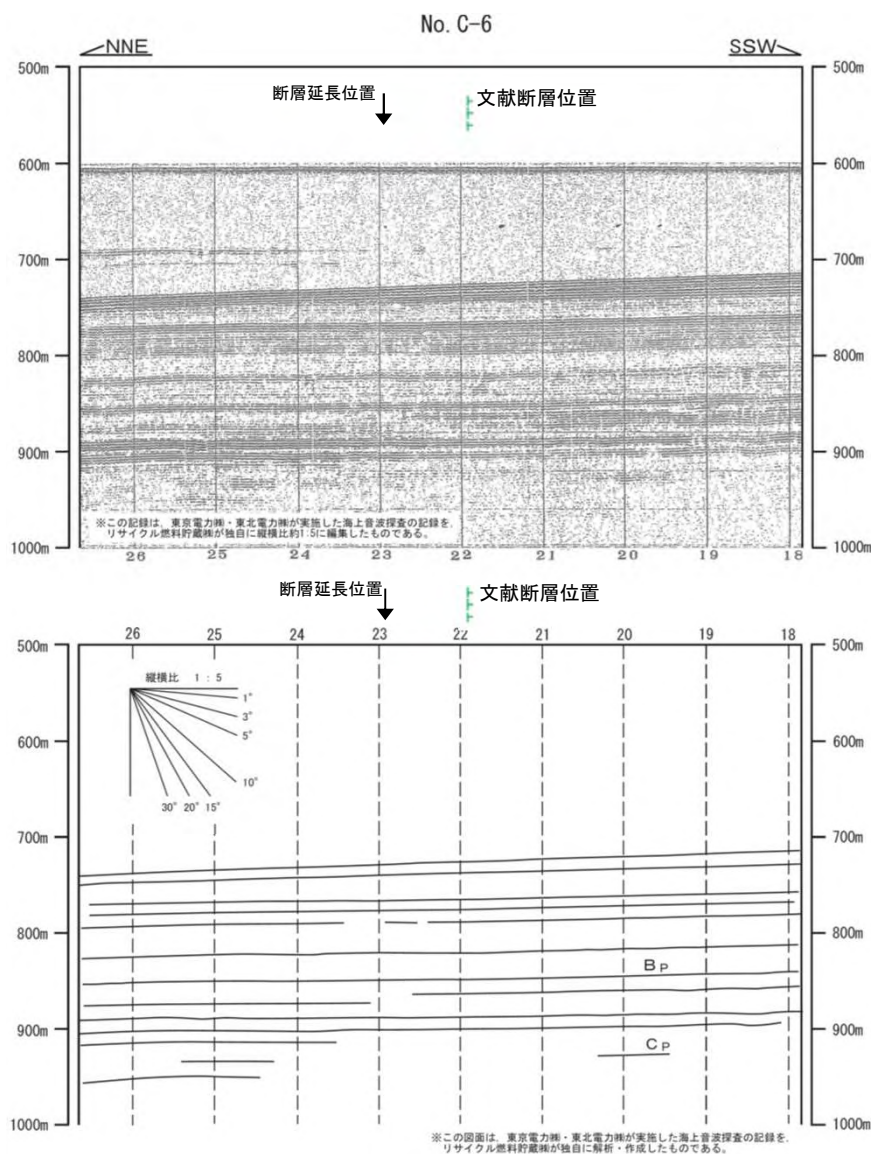 No. C-6
NNE
SSW
500m
500m
断層延長位置
文献断層位置
600m
600m
700m
700m
800m
800m
900m
900m
※この記録は、東京電力㈱・東北電力㈱が実施した海上音波探査の記録を、
リサイクル燃料貯蔵㈱が独自に縦横比約1:5に編集したものである。
1000m
1000m
26 25 24 23 22 21 20 19 18
断層延長位置
文献断層位置
500m
500m
26 25 24 23 22 21 20 19 18
縦横比 1 : 5
1°
3°
5°
10°
30° 20° 15°
600m
600m
700m
700m
800m
800m
BP
900m
900m
CP
1000m
1000m
※この図面は、東京電力㈱・東北電力㈱が実施した海上音波探査の記録を、
リサイクル燃料貯蔵㈱が独自に解析・作成したものである。